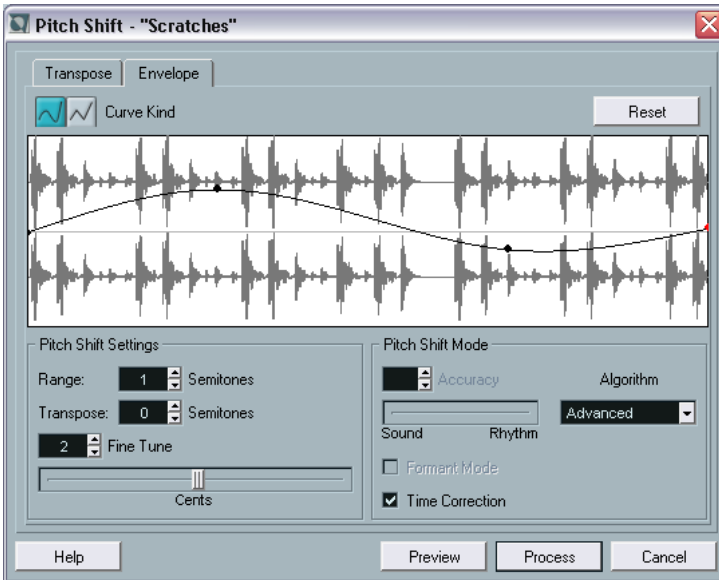 Pitch Shift - "Scratches"
Transpose Envelope
Curve Kind Reset
Pitch Shift Settings
Range: 1 Semitones
Transpose: 0 Semitones
2 Fine Tune
Cents
Pitch Shift Mode
Accuracy Algorithm
Advanced
Sound Rhythm
Formant Mode
Time Correction
Help Preview Process Cancel